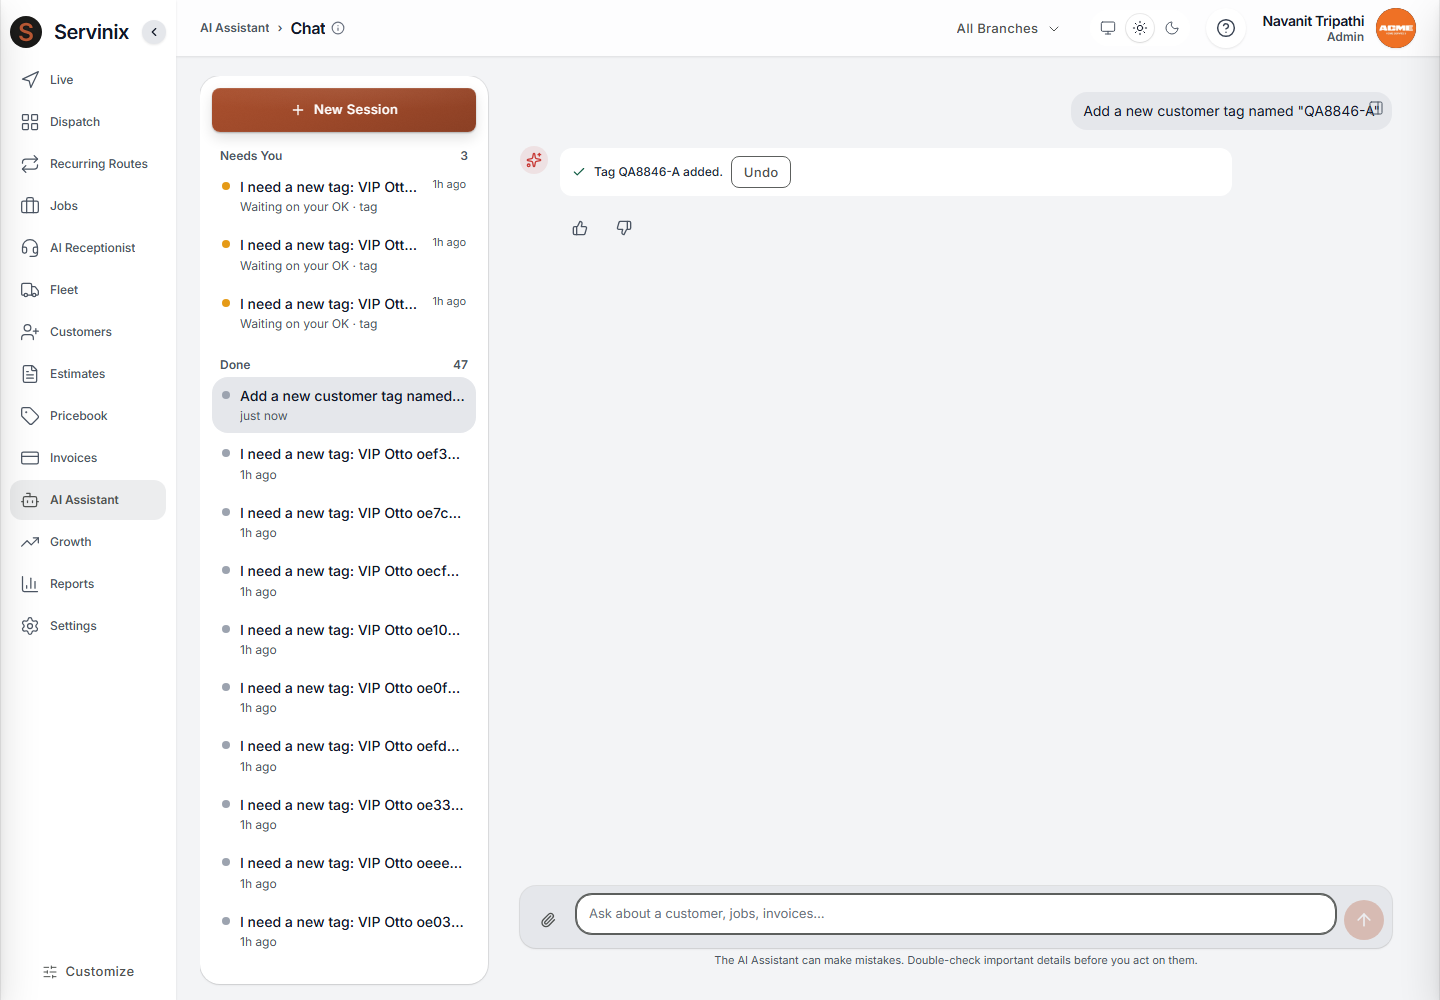 S Servinix
Live
Dispatch
Recurring Routes
Jobs
AI Receptionist
Fleet
Customers
Estimates
Pricebook
Invoices
AI Assistant
Growth
Reports
Settings
Customize
AI Assistant › Chat
All Branches
Navanit Tripathi
Admin
ACME
+ New Session
Needs You 3
I need a new tag: VIP Ott... 1h ago
Waiting on your OK · tag
I need a new tag: VIP Ott... 1h ago
Waiting on your OK · tag
I need a new tag: VIP Ott... 1h ago
Waiting on your OK · tag
Done 47
Add a new customer tag named...
just now
I need a new tag: VIP Otto oef3...
1h ago
I need a new tag: VIP Otto oe7c...
1h ago
I need a new tag: VIP Otto oecf...
1h ago
I need a new tag: VIP Otto oe10...
1h ago
I need a new tag: VIP Otto oe0f...
1h ago
I need a new tag: VIP Otto oefd...
1h ago
I need a new tag: VIP Otto oe33...
1h ago
I need a new tag: VIP Otto oeee...
1h ago
I need a new tag: VIP Otto oe03...
1h ago
Add a new customer tag named "QA8846-A"
Tag QA8846-A added. Undo
Ask about a customer, jobs, invoices...
The AI Assistant can make mistakes. Double-check important details before you act on them.